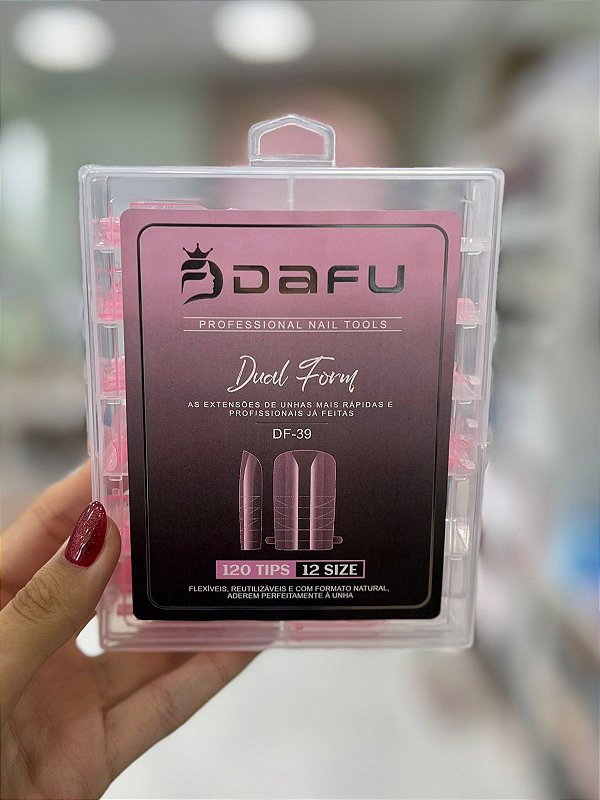 DAFU
PROFESSIONAL NAIL TOOLS
Dual Form
AS EXTENSÕES DE UNHAS MAIS RÁPIDAS E
PROFISSIONAIS JÁ FEITAS
DF-39
120 TIPS 12 SIZE
FLEXÍVEIS, REUTILIZÁVEIS E COM FORMATO NATURAL,
ADEREM PERFEITAMENTE À UNHA